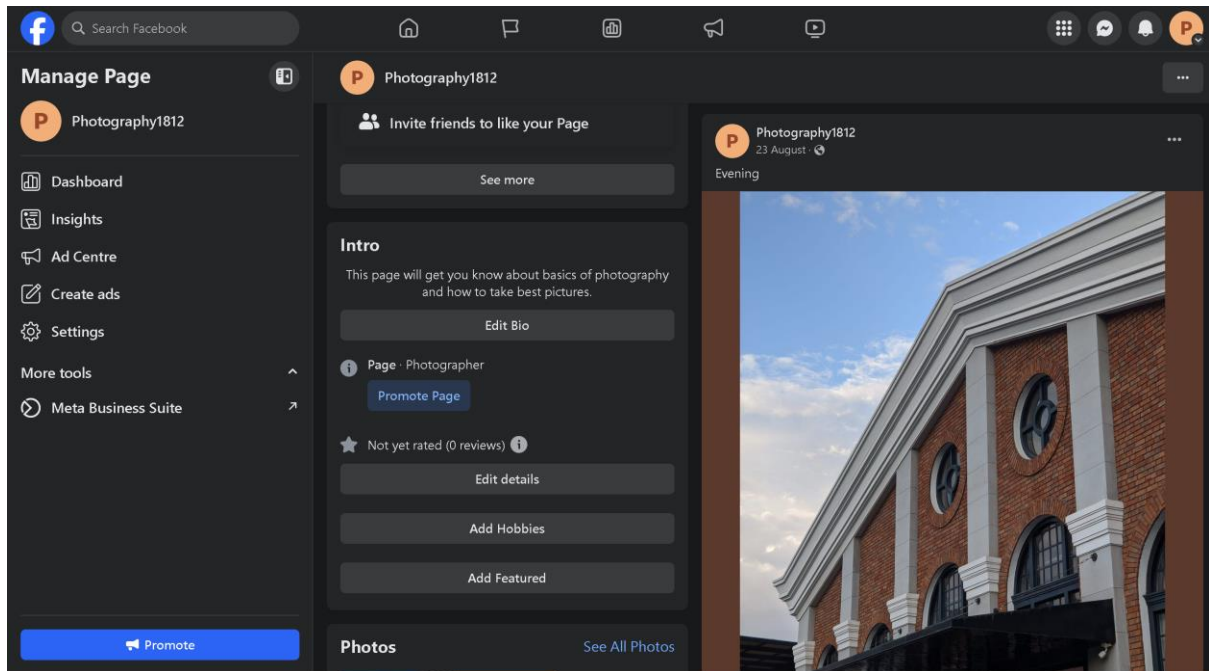 Search Facebook
P
Manage Page
P
Photography1812
Dashboard
Insights
Ad Centre
Create ads
Settings
More tools
Meta Business Suite
Promote
P
Photography1812
Invite friends to like your Page
See more
Intro
This page will get you know about basics of photography
and how to take best pictures.
Edit Bio
Page · Photographer
Promote Page
Not yet rated (0 reviews)
Edit details
Add Hobbies
Add Featured
Photos
See All Photos
P
Photography1812
23 August ·
Evening